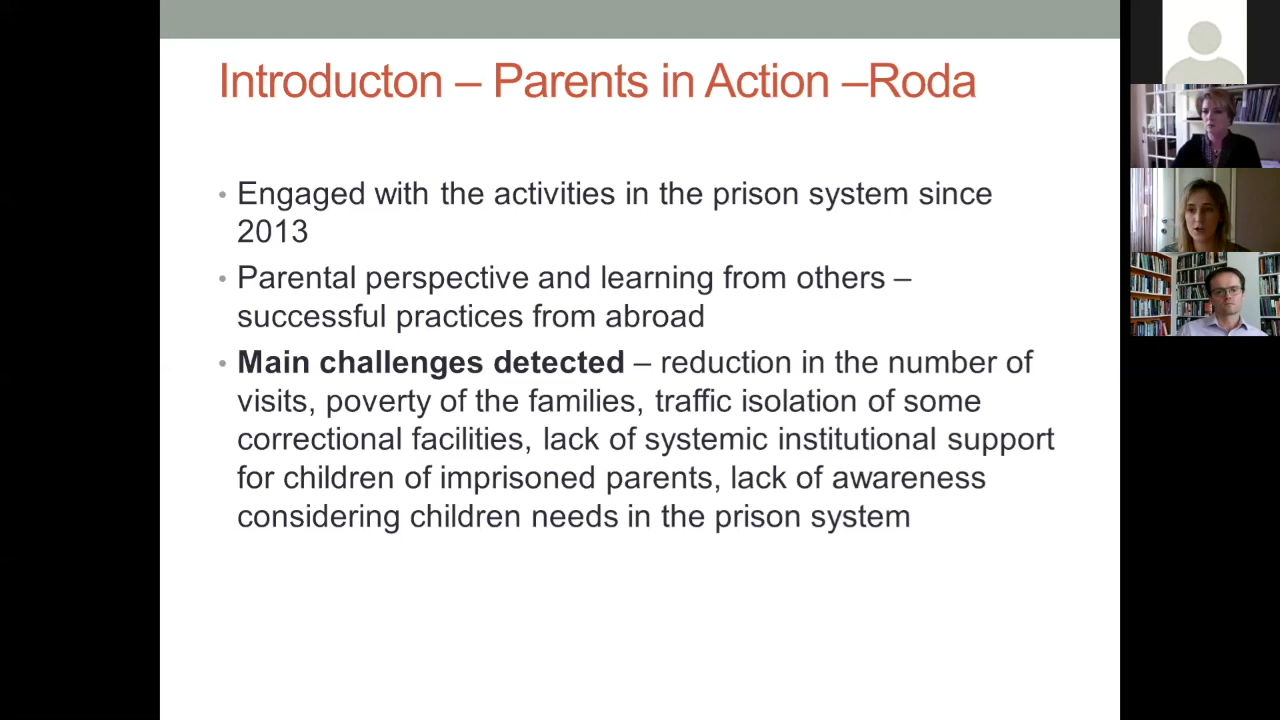 Introducton – Parents in Action –Roda
• Engaged with the activities in the prison system since
2013
• Parental perspective and learning from others –
successful practices from abroad
• Main challenges detected – reduction in the number of
visits, poverty of the families, traffic isolation of some
correctional facilities, lack of systemic institutional support
for children of imprisoned parents, lack of awareness
considering children needs in the prison system